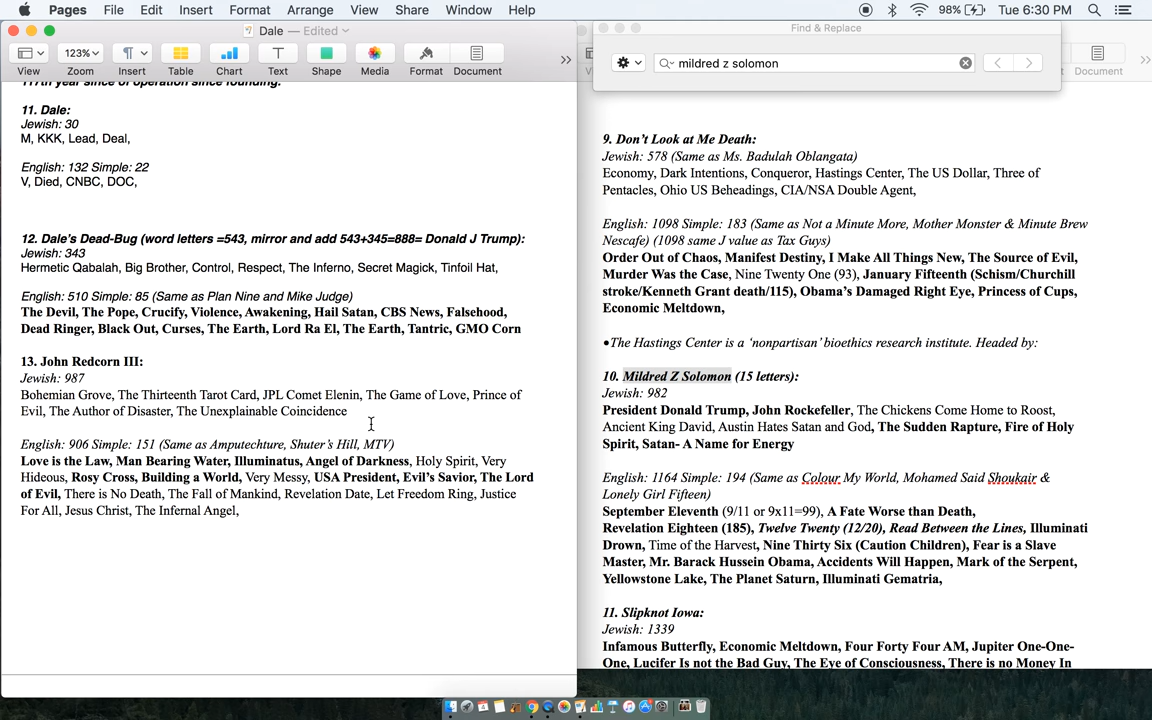 Pages File Edit Insert Format Arrange View Share Window Help 98% Tue 6:30 PM
Dale — Edited
Find & Replace
123%
mildred z solomon
View Zoom Insert Table Chart Text Shape Media Format Document
Document
117th year since of operation since founding.
11. Dale:
Jewish: 30
M, KKK, Lead, Deal,
English: 132 Simple: 22
V, Died, CNBC, DOC,
12. Dale's Dead-Bug (word letters =543, mirror and add 543+345=888= Donald J Trump):
Jewish: 343
Hermetic Qabalah, Big Brother, Control, Respect, The Inferno, Secret Magick, Tinfoil Hat,
English: 510 Simple: 85 (Same as Plan Nine and Mike Judge)
The Devil, The Pope, Crucify, Violence, Awakening, Hail Satan, CBS News, Falsehood,
Dead Ringer, Black Out, Curses, The Earth, Lord Ra El, The Earth, Tantric, GMO Corn
13. John Redcorn III:
Jewish: 987
Bohemian Grove, The Thirteenth Tarot Card, JPL Comet Elenin, The Game of Love, Prince of
Evil, The Author of Disaster, The Unexplainable Coincidence
English: 906 Simple: 151 (Same as Amputechture, Shuter's Hill, MTV)
Love is the Law, Man Bearing Water, Illuminatus, Angel of Darkness, Holy Spirit, Very
Hideous, Rosy Cross, Building a World, Very Messy, USA President, Evil's Savior, The Lord
of Evil, There is No Death, The Fall of Mankind, Revelation Date, Let Freedom Ring, Justice
For All, Jesus Christ, The Infernal Angel,
9. Don't Look at Me Death:
Jewish: 578 (Same as Ms. Badulah Oblangata)
Economy, Dark Intentions, Conqueror, Hastings Center, The US Dollar, Three of
Pentacles, Ohio US Beheadings, CIA/NSA Double Agent,
English: 1098 Simple: 183 (Same as Not a Minute More, Mother Monster & Minute Brew
Nescafe) (1098 same J value as Tax Guys)
Order Out of Chaos, Manifest Destiny, I Make All Things New, The Source of Evil,
Murder Was the Case, Nine Twenty One (93), January Fifteenth (Schism/Churchill
stroke/Kenneth Grant death/115), Obama's Damaged Right Eye, Princess of Cups,
Economic Meltdown,
•The Hastings Center is a 'nonpartisan' bioethics research institute. Headed by:
10. Mildred Z Solomon (15 letters):
Jewish: 982
President Donald Trump, John Rockefeller, The Chickens Come Home to Roost,
Ancient King David, Austin Hates Satan and God, The Sudden Rapture, Fire of Holy
Spirit, Satan- A Name for Energy
English: 1164 Simple: 194 (Same as Colour My World, Mohamed Said Shoukair &
Lonely Girl Fifteen)
September Eleventh (9/11 or 9x11=99), A Fate Worse than Death,
Revelation Eighteen (185), Twelve Twenty (12/20), Read Between the Lines, Illuminati
Drown, Time of the Harvest, Nine Thirty Six (Caution Children), Fear is a Slave
Master, Mr. Barack Hussein Obama, Accidents Will Happen, Mark of the Serpent,
Yellowstone Lake, The Planet Saturn, Illuminati Gematria,
11. Slipknot Iowa:
Jewish: 1339
Infamous Butterfly, Economic Meltdown, Four Forty Four AM, Jupiter One-One-
One, Lucifer Is not the Bad Guy, The Eye of Consciousness, There is no Money In